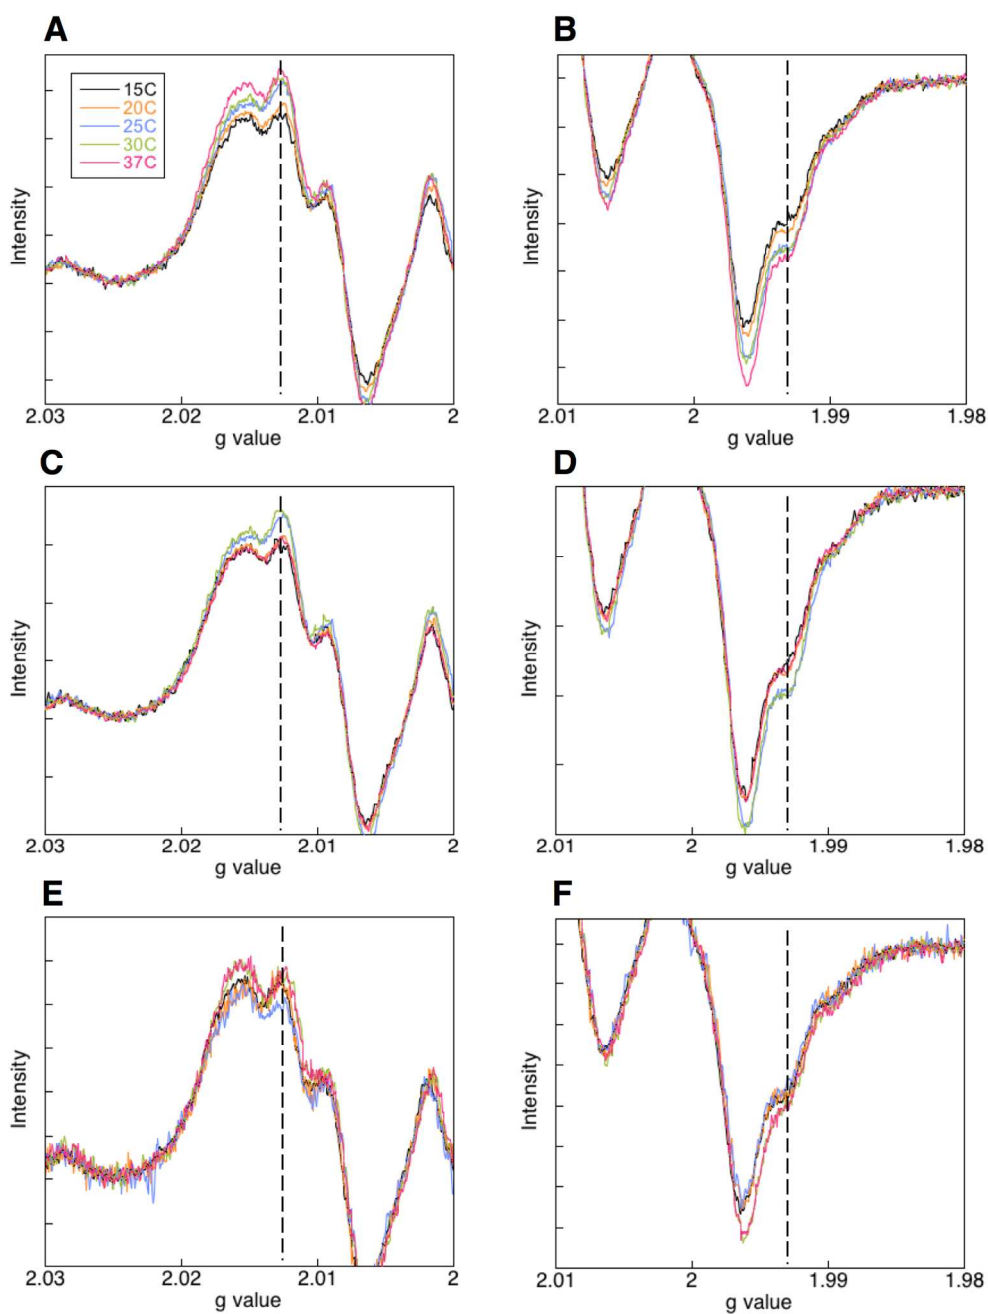 A
B
15C
20C
25C
30C
37C
Intensity
Intensity
2.03
2.02
2.01
2
2.01
2
1.99
1.98
g value
g value
C
D
Intensity
Intensity
2.03
2.02
2.01
2
2.01
2
1.99
1.98
g value
g value
E
F
Intensity
Intensity
2.03
2.02
2.01
2
2.01
2
1.99
1.98
g value
g value